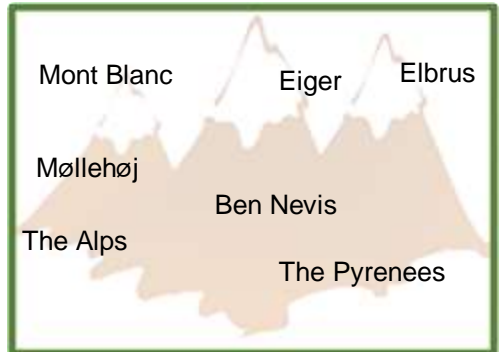 Mont Blanc
Eiger
Elbrus
Møllehøj
Ben Nevis
The Alps
The Pyrenees